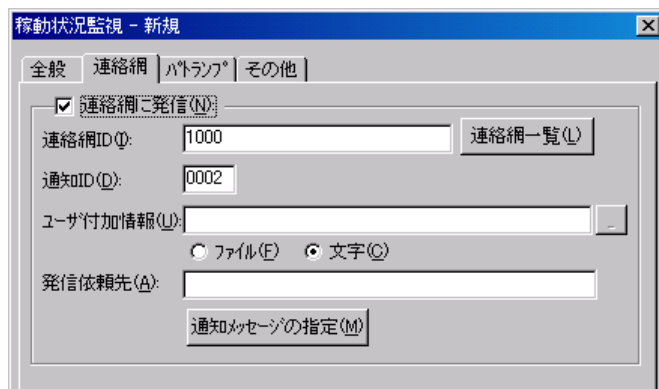 稼動状況監視 - 新規
全般 連絡網 ﾊﾟﾄﾗﾝﾌﾟ その他
連絡網に発信(N):
連絡網ID(I): 1000 連絡網一覧(L)
通知ID(D): 0002
ﾕｰｻﾞ付加情報(U):
ﾌｧｲﾙ(F) 文字(C)
発信依頼先(A):
通知ﾒｯｾｰｼﾞの指定(M)